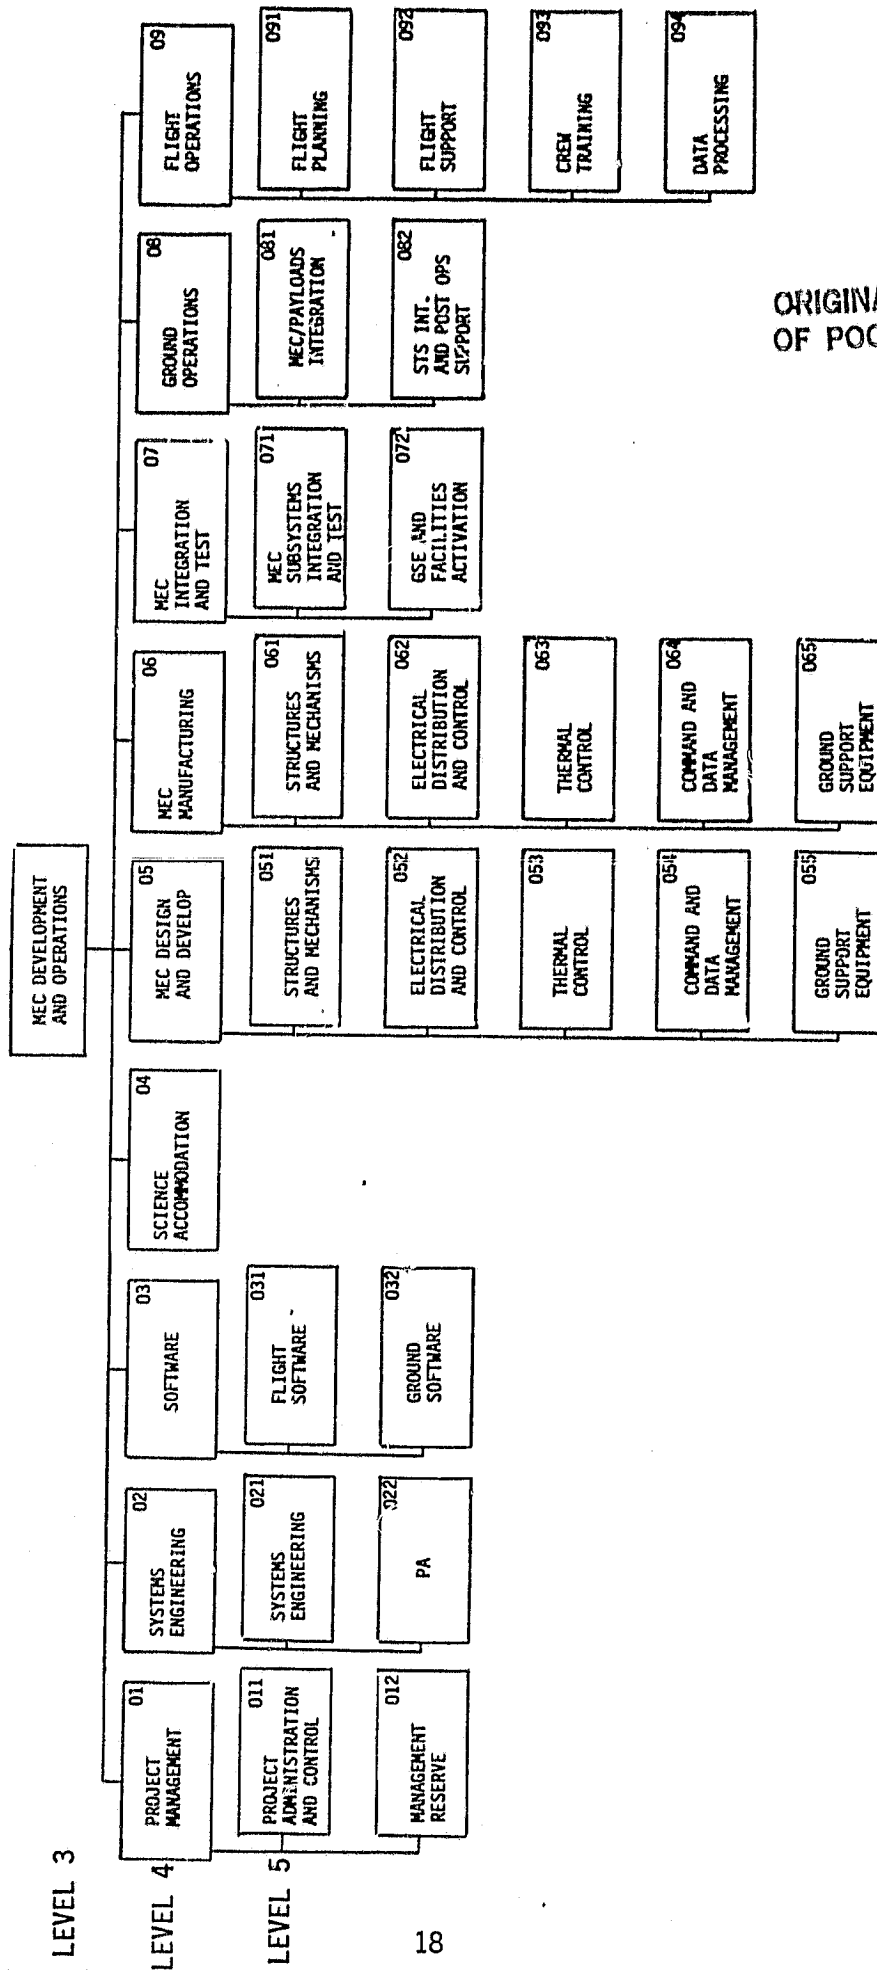 MEC DEVELOPMENT
AND OPERATIONS
LEVEL 3
LEVEL 4
LEVEL 5
01
PROJECT
MANAGEMENT
011
PROJECT
ADMINISTRATION
AND CONTROL
012
MANAGEMENT
RESERVE
02
SYSTEMS
ENGINEERING
021
SYSTEMS
ENGINEERING
022
PA
03
SOFTWARE
031
FLIGHT
SOFTWARE
032
GROUND
SOFTWARE
04
SCIENCE
ACCOMMODATION
05
MEC DESIGN
AND DEVELOP
051
STRUCTURES
AND MECHANISMS
052
ELECTRICAL
DISTRIBUTION
AND CONTROL
053
THERMAL
CONTROL
054
COMMAND AND
DATA
MANAGEMENT
055
GROUND
SUPPORT
EQUIPMENT
06
MEC
MANUFACTURING
061
STRUCTURES
AND MECHANISMS
062
ELECTRICAL
DISTRIBUTION
AND CONTROL
063
THERMAL
CONTROL
064
COMMAND AND
DATA
MANAGEMENT
065
GROUND
SUPPORT
EQUIPMENT
07
MEC
INTEGRATION
AND TEST
071
MEC
SUBSYSTEMS
INTEGRATION
AND TEST
072
GSE AND
FACILITIES
ACTIVATION
08
GROUND
OPERATIONS
081
MEC/PAYLOADS
INTEGRATION
082
STS INT.
AND POST OPS
SUPPORT
09
FLIGHT
OPERATIONS
091
FLIGHT
PLANNING
092
FLIGHT
SUPPORT
093
CREW
TRAINING
094
DATA
PROCESSING
OF
18